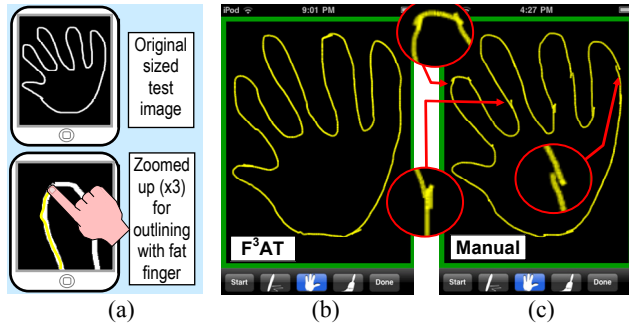 Original
sized
test
image
Zoomed
up (x3)
for
outlining
with fat
finger
(a)
iPod 9:01 PM
F³AT
Start Done
(b)
4:27 PM
Manual
Start Done
(c)